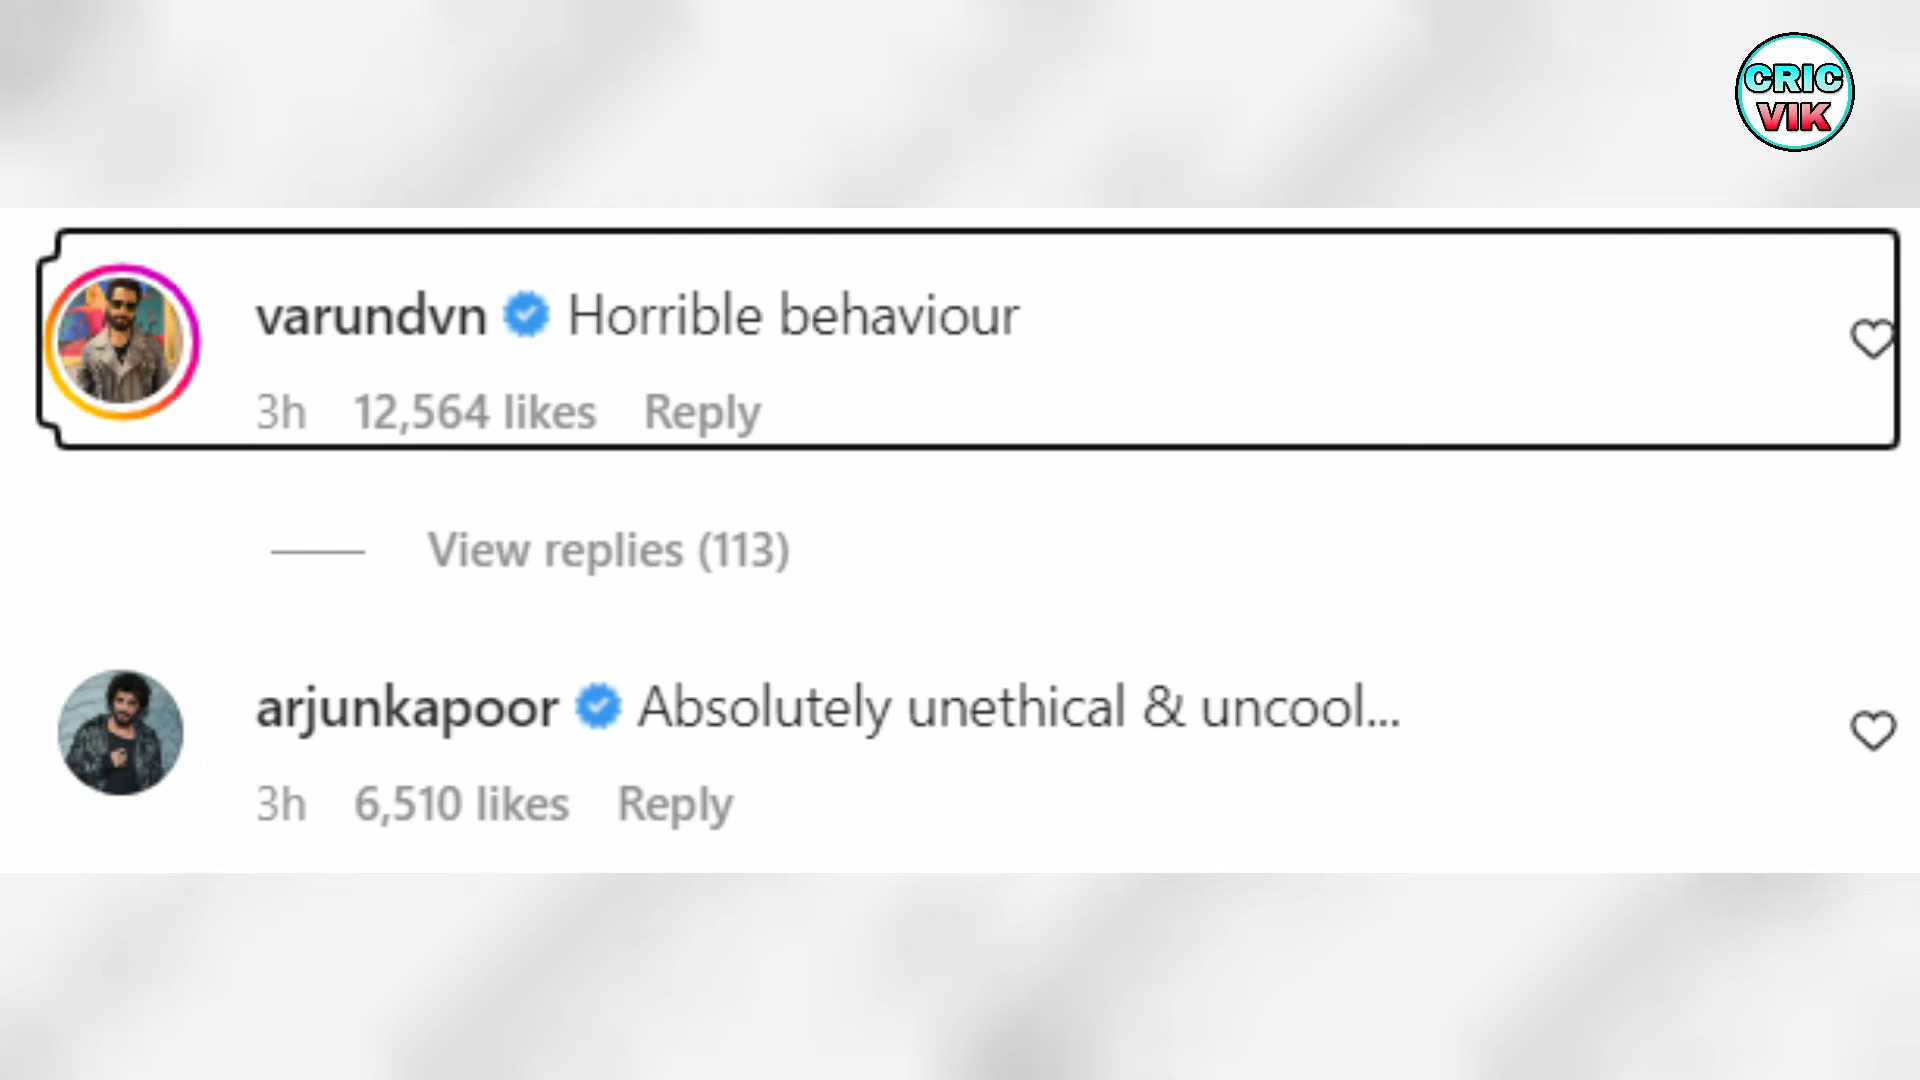 CRIC
VIK
varundvn Horrible behaviour
3h 12,564 likes Reply
View replies (113)
arjunkapoor Absolutely unethical & uncool...
3h 6,510 likes Reply